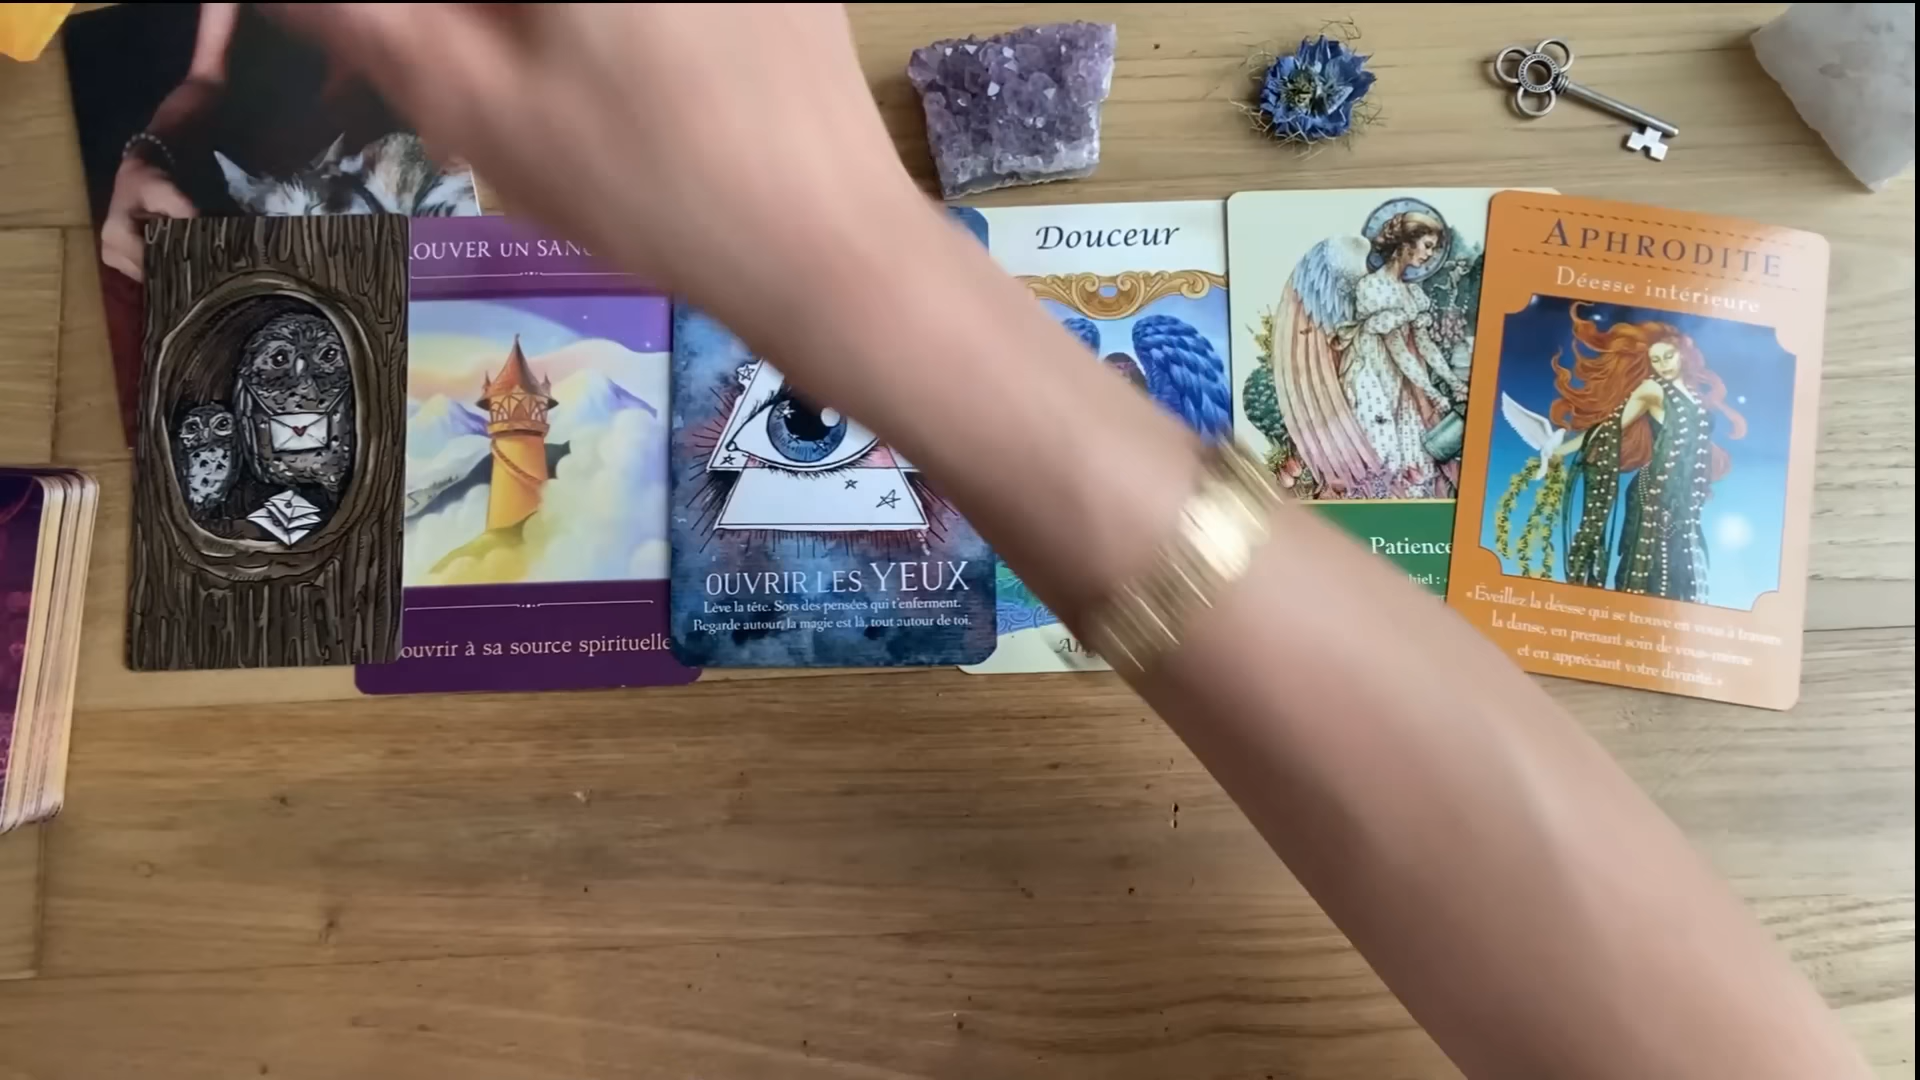 ROUVER UN
ouvrir à sa source spirituelle
OUVRIR LES YEUX
Lève la tête. Sors des pensées qui t'enferment.
Regarde autour, la magie est là, tout autour de toi.
Douceur
Patience
APHRODITE
Déesse intérieure
«Éveillez la déesse qui se trouve en vous à travers
la danse, en prenant soin de vous-même
et en appréciant votre divinité.»